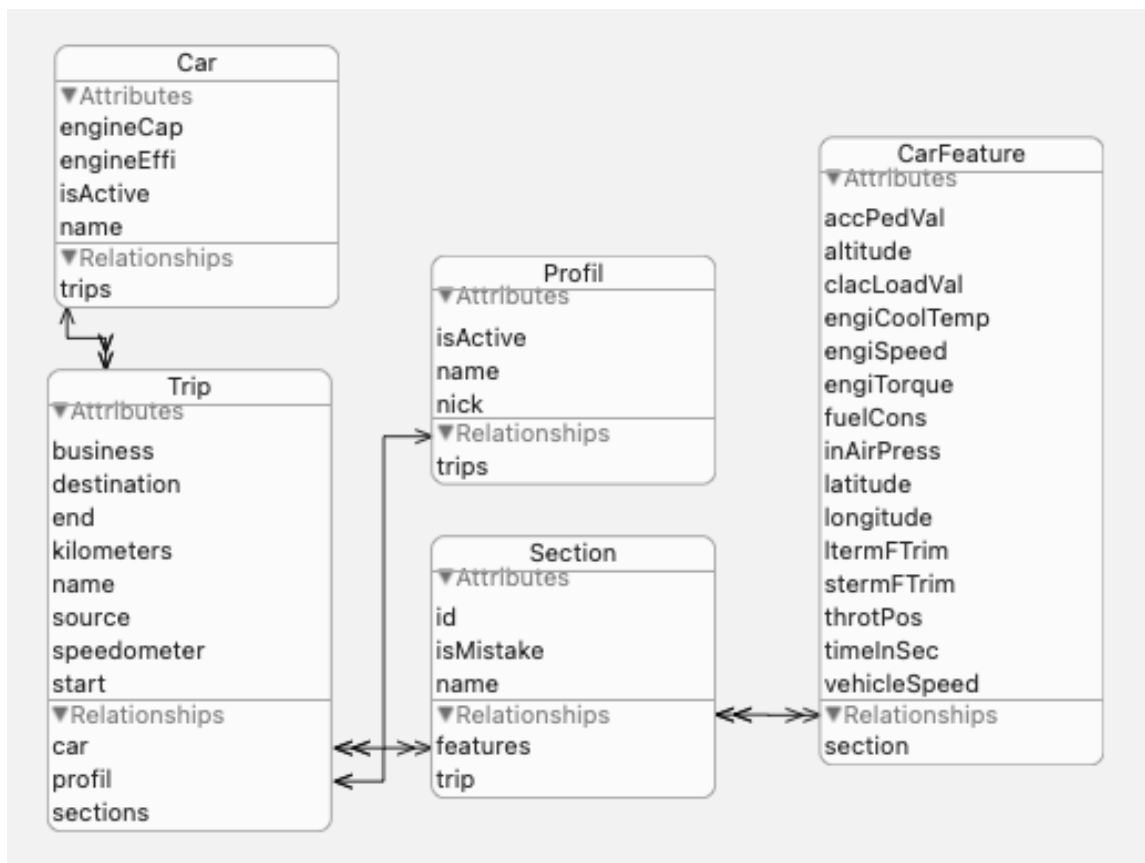 Car
▼Attributes
engineCap
engineEffi
isActive
name
▼Relationships
trips
Trip
▼Attributes
business
destination
end
kilometers
name
source
speedometer
start
▼Relationships
car
profil
sections
Profil
▼Attributes
isActive
name
nick
▼Relationships
trips
Section
▼Attributes
id
isMistake
name
▼Relationships
features
trip
CarFeature
▼Attributes
accPedVal
altitude
clacLoadVal
engiCoolTemp
engiSpeed
engiTorque
fuelCons
inAirPress
latitude
longitude
ltermFTrim
stermFTrim
throtPos
timeInSec
vehicleSpeed
▼Relationships
section